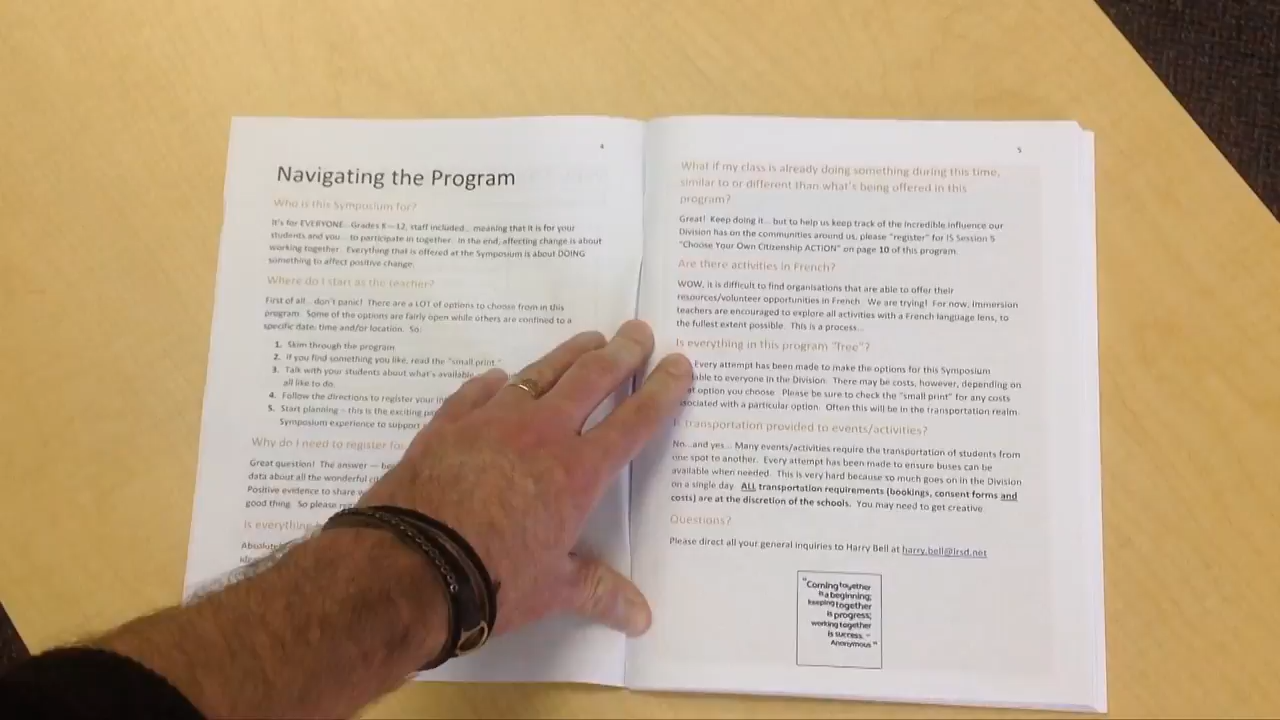 4
Navigating the Program
Who is this Symposium for?
It's for EVERYONE...Grades K—12, staff included... meaning that it is for your
students and you... to participate in together. In the end, affecting change is about
working together. Everything that is offered at the Symposium is about DOING
something to affect positive change.
Where do I start as the teacher?
First of all... don't panic! There are a LOT of options to choose from in this
program. Some of the options are fairly open while others are confined to a
specific date, time and/or location. So:
1. Skim through the program
2. If you find something you like, read the "small print."
3. Talk with your students about what's available
all like to do.
4. Follow the directions to register your
5. Start planning – this is the exciting
Symposium experience to support
Why do I need to register
Great question! The answer —
data about all the wonderful
Positive evidence to share
good thing. So please
Is everything
5
What if my class is already doing something during this time,
similar to or different than what's being offered in this
program?
Great! Keep doing it... but to help us keep track of the incredible influence our
Division has on the communities around us, please "register" for IS Session 5
"Choose Your Own Citizenship ACTION" on page 10 of this program.
Are there activities in French?
WOW, it is difficult to find organisations that are able to offer their
resources/volunteer opportunities in French. We are trying! For now, Immersion
teachers are encouraged to explore all activities with a French language lens, to
the fullest extent possible. This is a process...
Is everything in this program "free"?
Every attempt has been made to make the options for this Symposium
to everyone in the Division. There may be costs, however, depending on
option you choose. Please be sure to check the "small print" for any costs
associated with a particular option. Often this will be in the transportation realm.
Is transportation provided to events/activities?
No...and yes... Many events/activities require the transportation of students from
one spot to another. Every attempt has been made to ensure buses can be
available when needed. This is very hard because so much goes on in the Division
on a single day. ALL transportation requirements (bookings, consent forms and
costs) are at the discretion of the schools. You may need to get creative.
Questions?
Please direct all your general inquiries to Harry Bell at harry.bell@lrsd.net
"Coming together
is a beginning;
keeping together
is progress;
working together
is success. –
Anonymous "